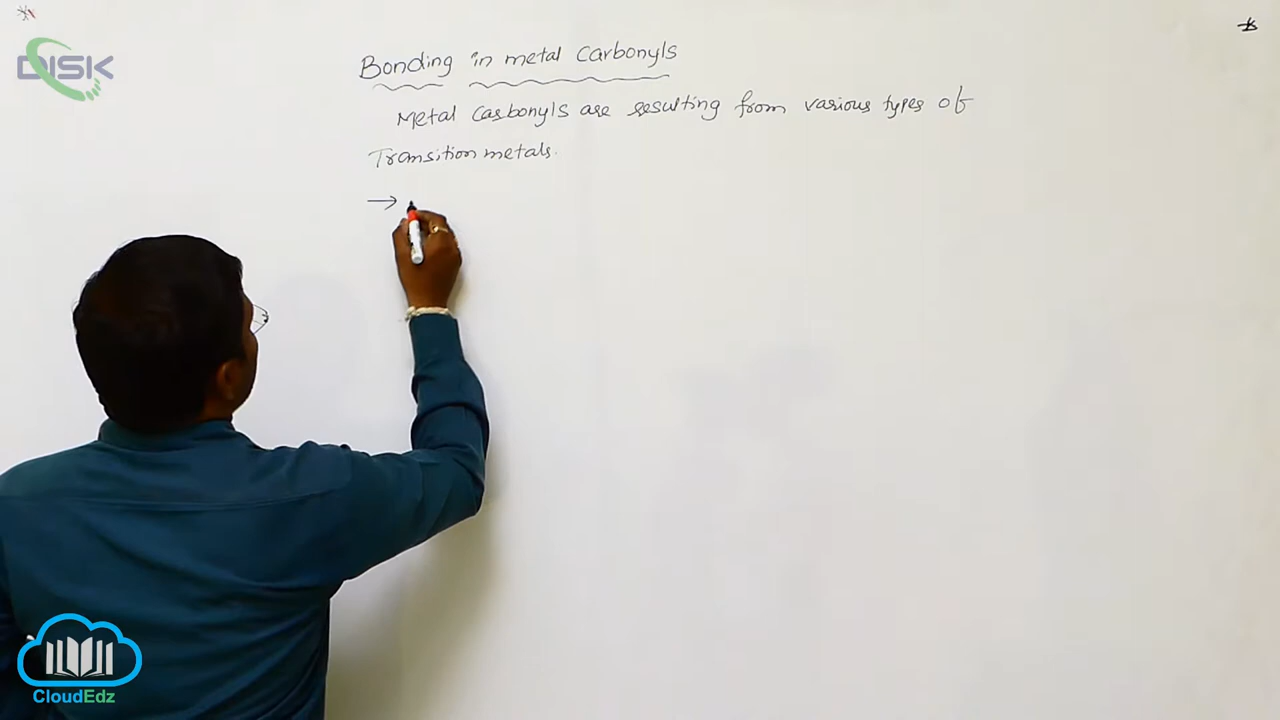 DISK
Bonding in metal Carbonyls
Metal Carbonyls are resulting from various types of
Transition metals.
→
CloudEdz